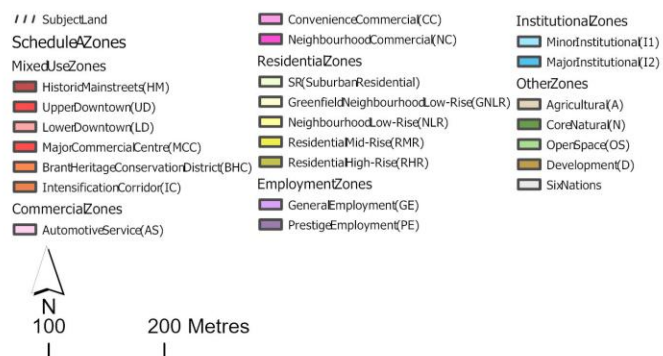 SubjectLand
ScheduleAZones
MixedUseZones
HistoricMainstreets(HM)
UpperDowntown(UD)
LowerDowntown(LD)
MajorCommercialCentre(MCC)
BrantHeritageConservationDistrict(BHC)
IntensificationCorridor(IC)
CommercialZones
AutomotiveService(AS)
ConvenienceCommercial(CC)
NeighbourhoodCommercial(NC)
ResidentialZones
SR(SuburbanResidential)
GreenfieldNeighbourhoodLow-Rise(GNLR)
NeighbourhoodLow-Rise(NLR)
ResidentialMid-Rise(RMR)
ResidentialHigh-Rise(RHR)
EmploymentZones
GeneralEmployment(GE)
PrestigeEmployment(PE)
InstitutionalZones
MinorInstitutional(I1)
MajorInstitutional(I2)
OtherZones
Agricultural(A)
CoreNatural(N)
OpenSpace(OS)
Development(D)
SixNations
N
100 200 Metres